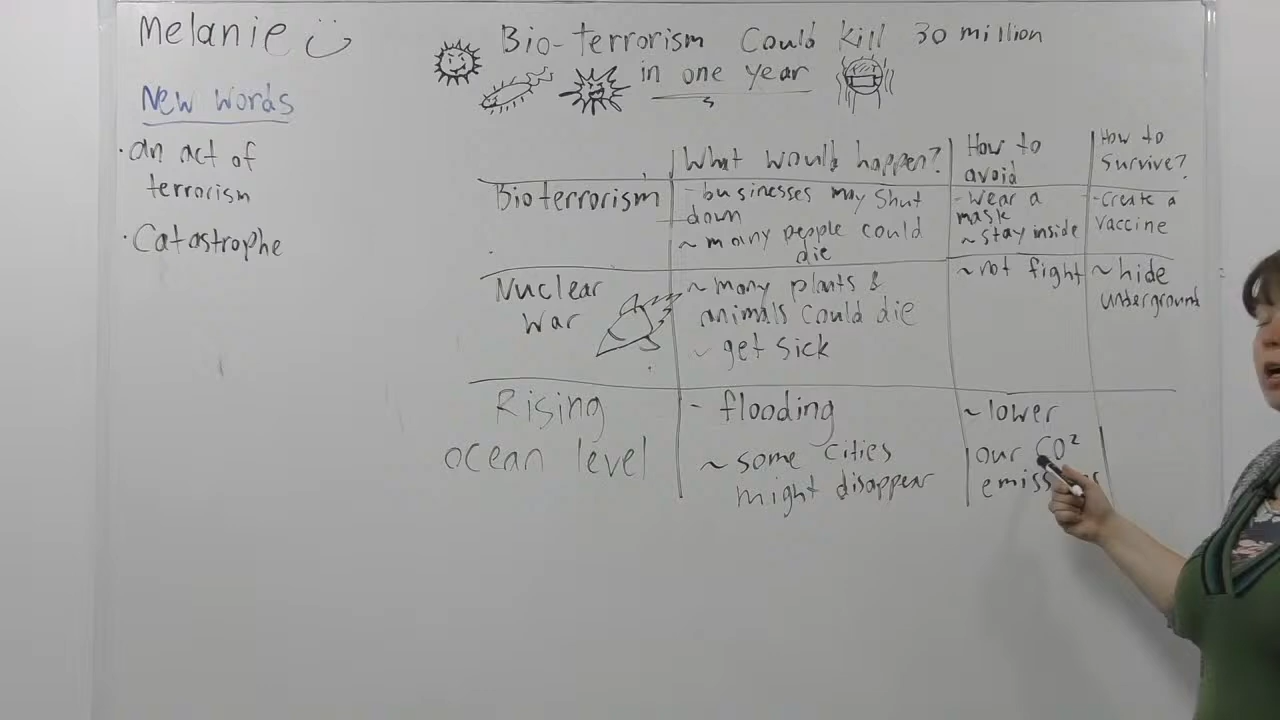 Melanie
New words
· an act of
terrorism
· Catastrophe
Bio-terrorism Could kill 30 million
in one year
What would happen?
How to
avoid
How to
Survive?
Bioterrorism
- businesses may shut
down
~ many people could
die
- wear a
mask
~ stay inside
- create a
vaccine
Nuclear
War
~ many plants &
animals could die
~ get sick
~ not fight
~ hide
underground
Rising
ocean level
- flooding
~ some cities
might disappear
~ lower
our CO²